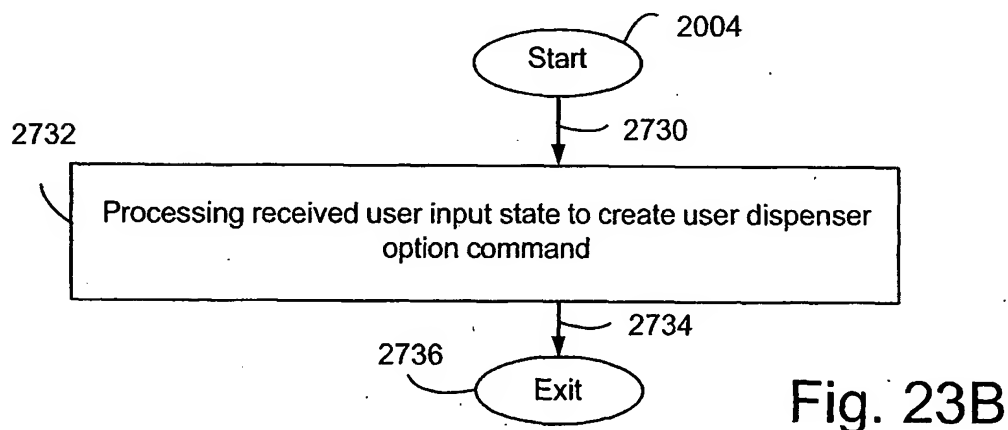 2004
Start
2730
2732
Processing received user input state to create user dispenser
option command
2734
2736
Exit
Fig. 23B